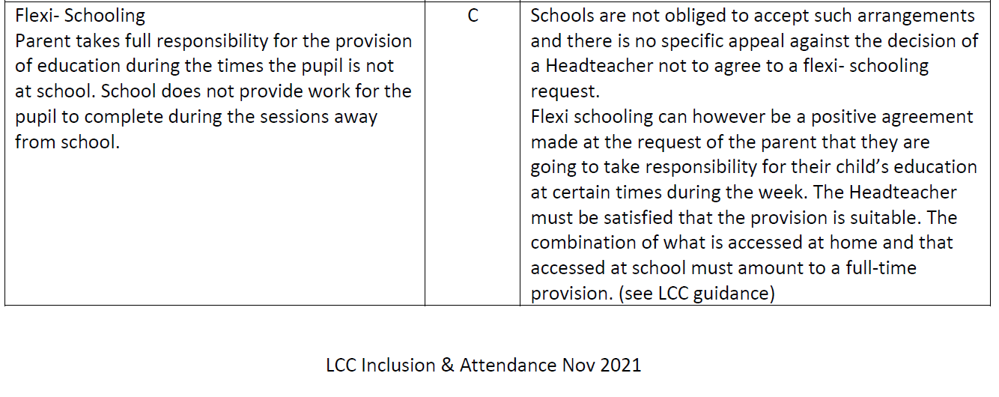 Flexi- Schooling
Parent takes full responsibility for the provision
of education during the times the pupil is not
at school. School does not provide work for the
pupil to complete during the sessions away
from school.
C
Schools are not obliged to accept such arrangements
and there is no specific appeal against the decision of
a Headteacher not to agree to a flexi- schooling
request.
Flexi schooling can however be a positive agreement
made at the request of the parent that they are
going to take responsibility for their child’s education
at certain times during the week. The Headteacher
must be satisfied that the provision is suitable. The
combination of what is accessed at home and that
accessed at school must amount to a full-time
provision. (see LCC guidance)
LCC Inclusion & Attendance Nov 2021